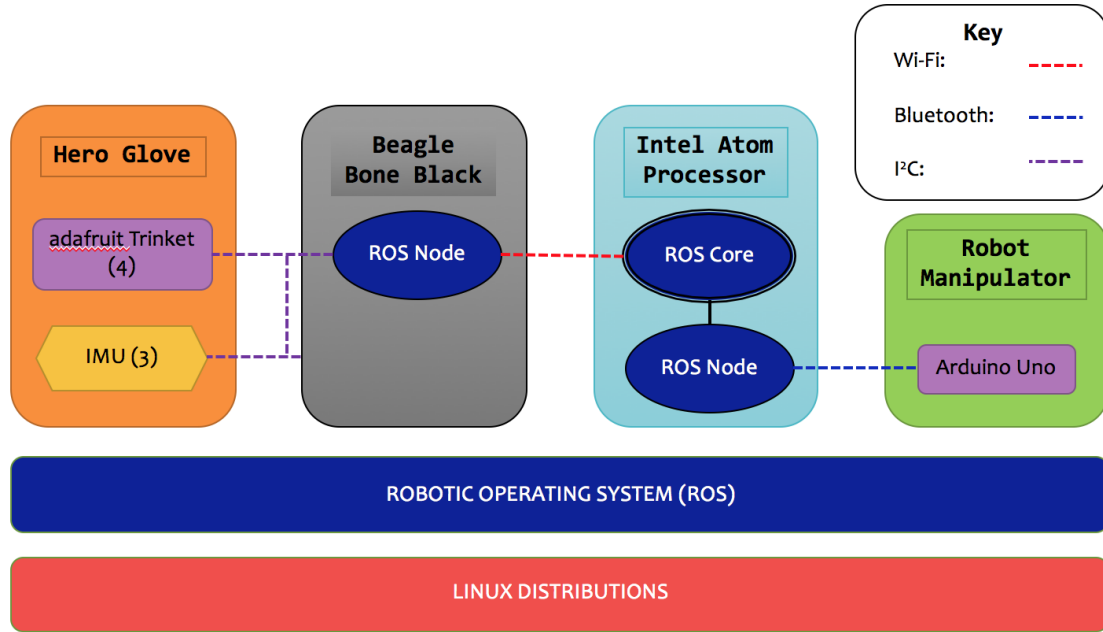 Key
Wi-Fi:
Bluetooth:
I²C:
Hero Glove
adafruit Trinket
(4)
IMU (3)
Beagle
Bone Black
ROS Node
Intel Atom
Processor
ROS Core
ROS Node
Robot
Manipulator
Arduino Uno
ROBOTIC OPERATING SYSTEM (ROS)
LINUX DISTRIBUTIONS